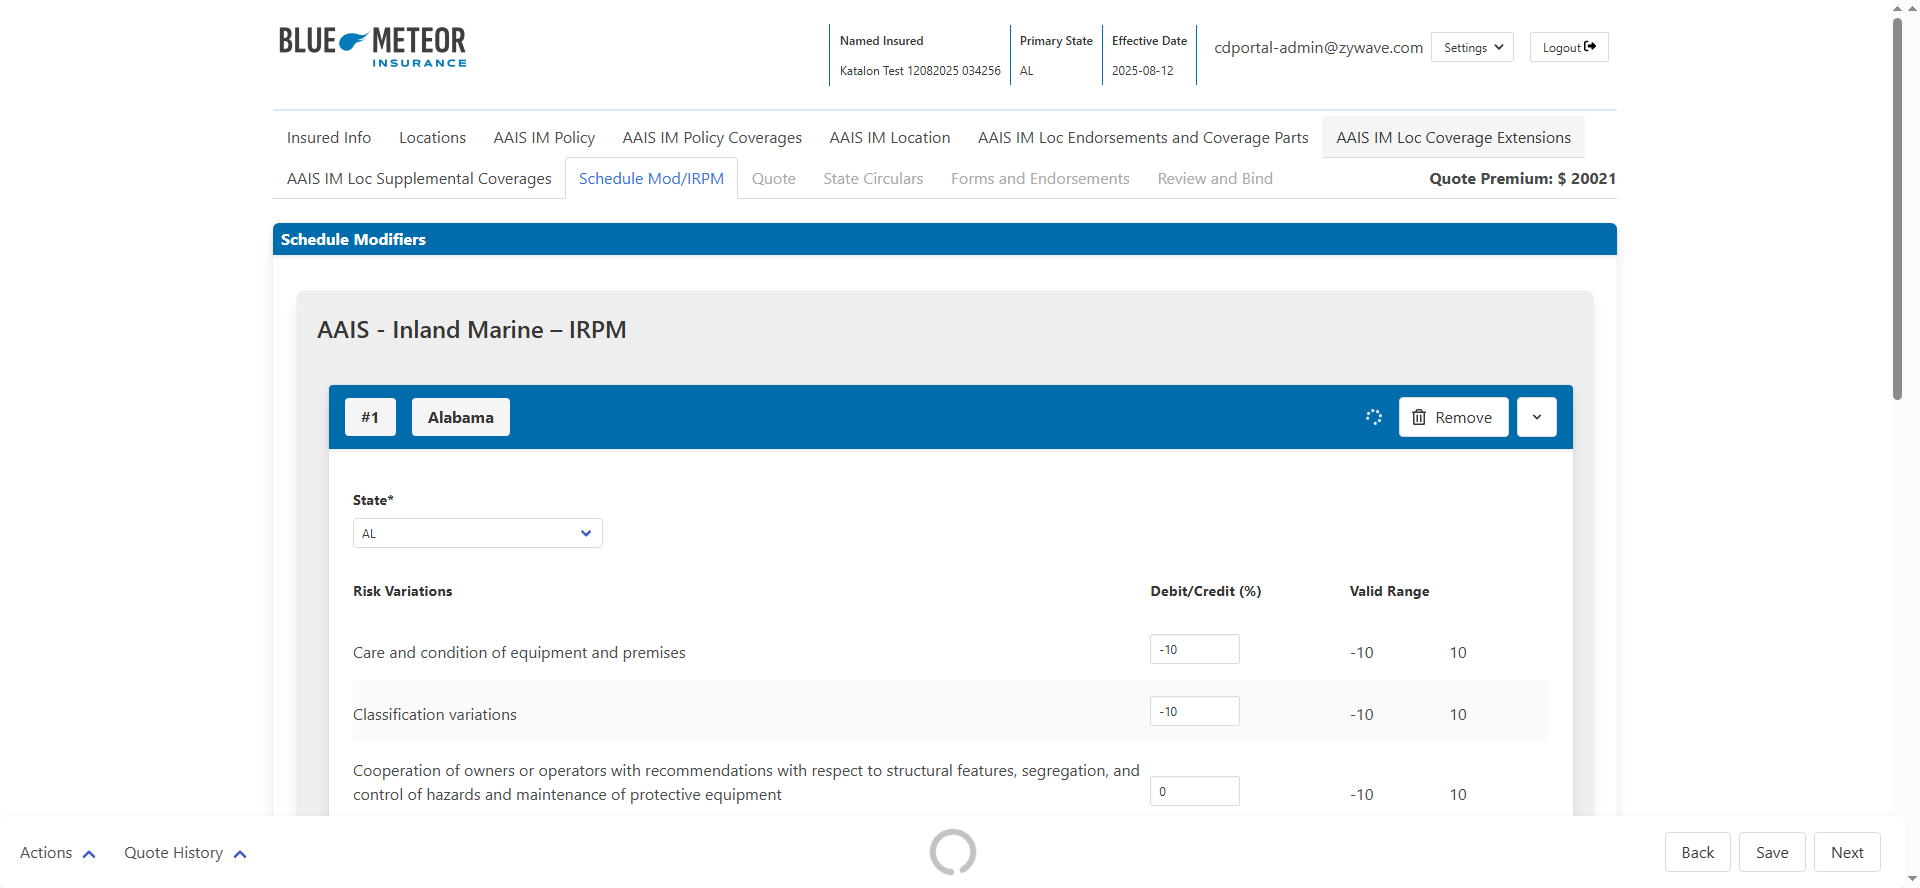 BLUE METEOR
INSURANCE
Named Insured
Katalon Test 12082025 034256
Primary State
AL
Effective Date
2025-08-12
cdportal-admin@zywave.com
Settings
Logout
Insured Info
Locations
AAIS IM Policy
AAIS IM Policy Coverages
AAIS IM Location
AAIS IM Loc Endorsements and Coverage Parts
AAIS IM Loc Coverage Extensions
AAIS IM Loc Supplemental Coverages
Schedule Mod/IRPM
Quote
State Circulars
Forms and Endorsements
Review and Bind
Quote Premium: $ 20021
Schedule Modifiers
AAIS - Inland Marine – IRPM
#1
Alabama
Remove
State*
AL
Risk Variations
Debit/Credit (%)
Valid Range
Care and condition of equipment and premises
-10
-10
10
Classification variations
-10
-10
10
Cooperation of owners or operators with recommendations with respect to structural features, segregation, and
control of hazards and maintenance of protective equipment
0
-10
10
Actions
Quote History
Back
Save
Next